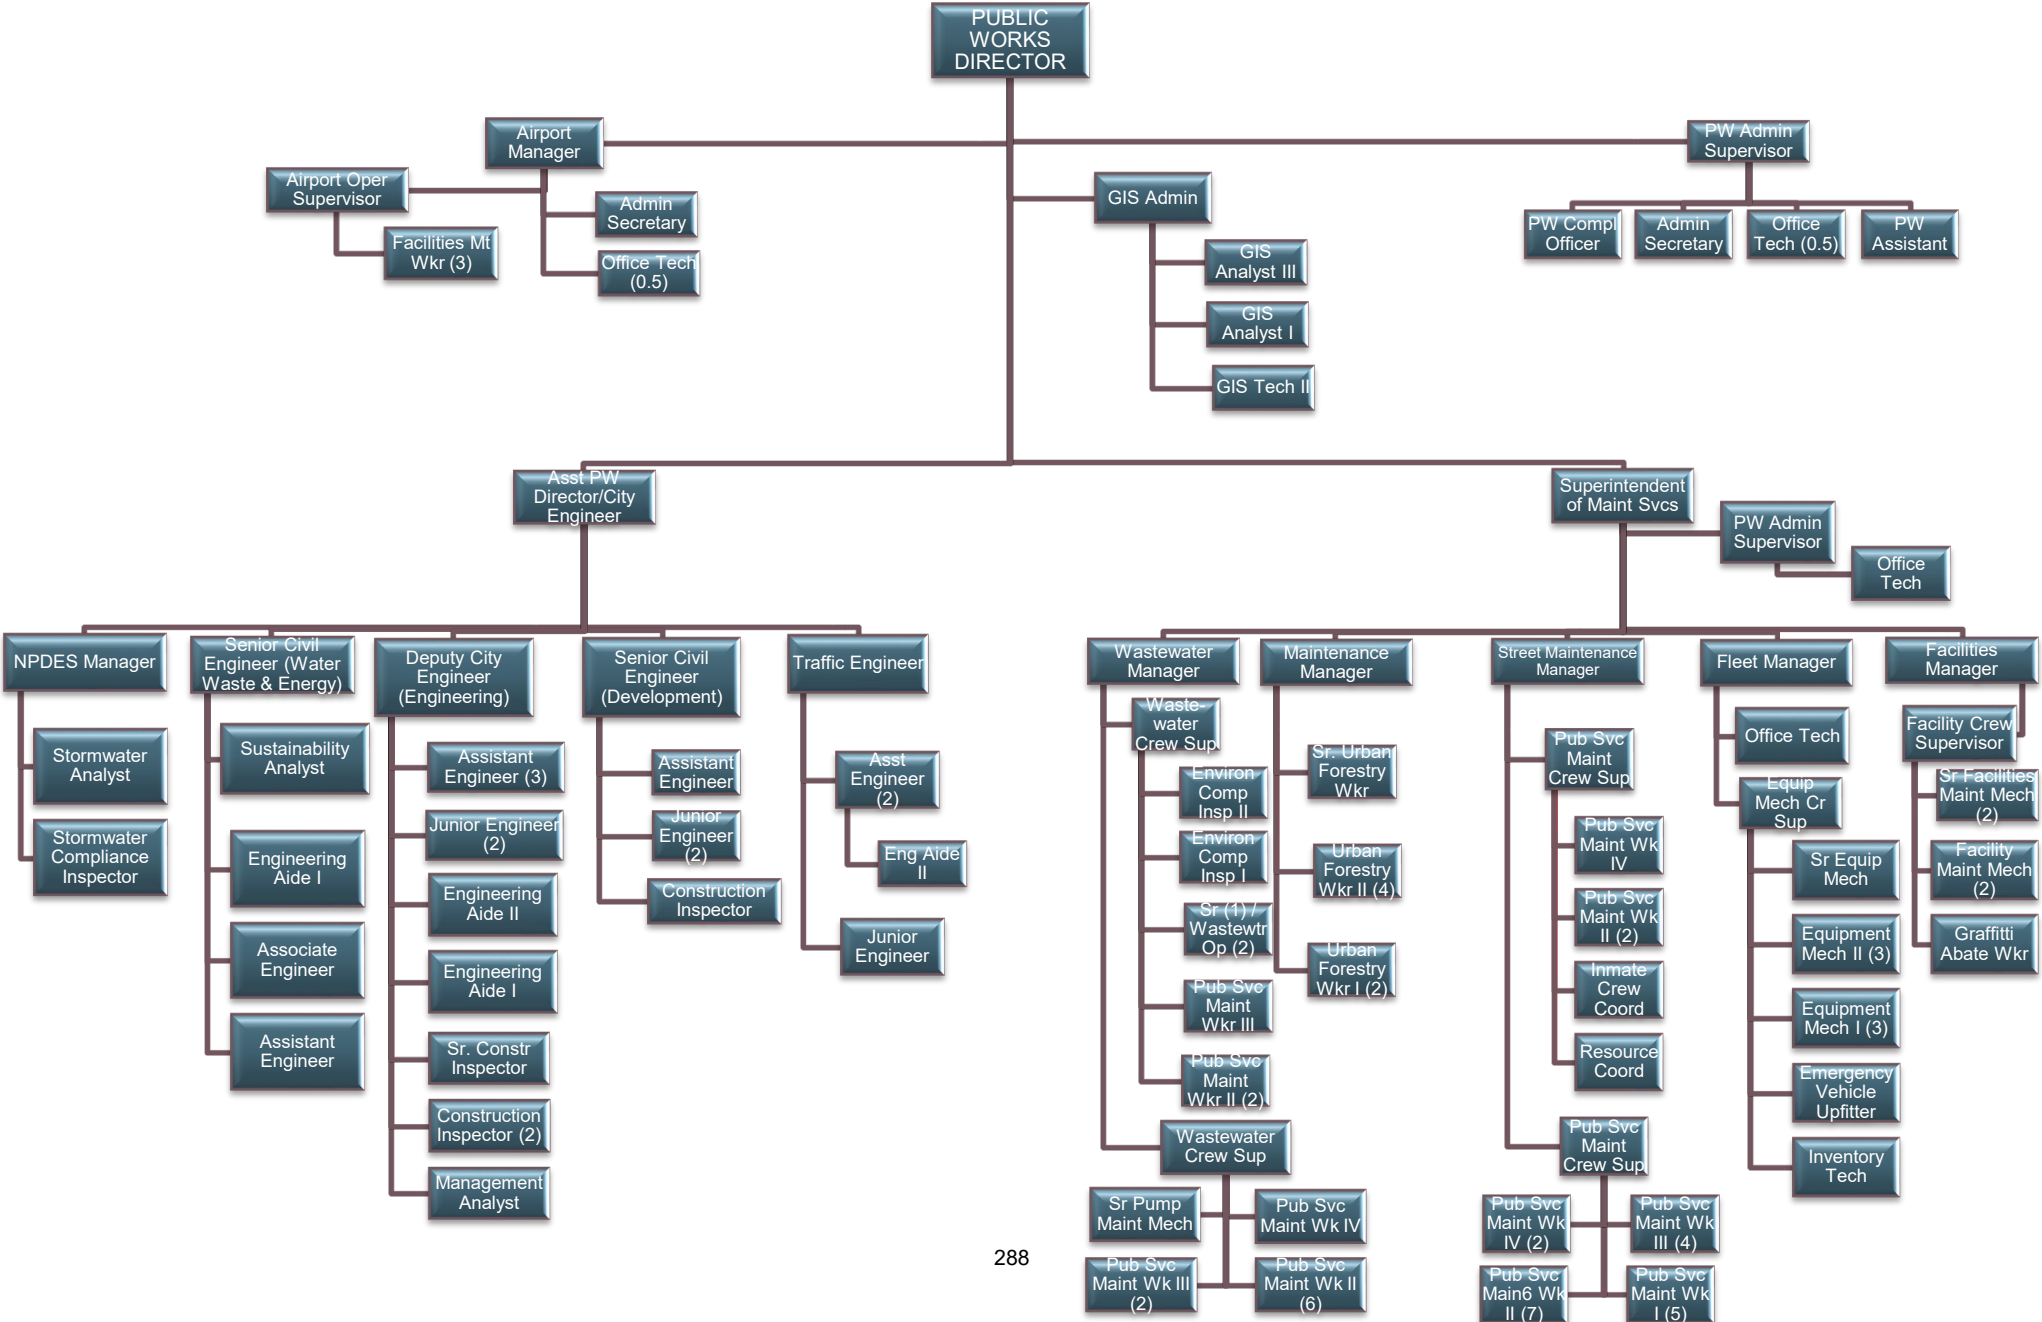 PUBLIC
WORKS
DIRECTOR
Airport
Manager
PW Admin
Supervisor
Airport Oper
Supervisor
Admin
Secretary
Facilities Mt
Wkr (3)
Office Tech
(0.5)
GIS Admin
GIS
Analyst III
GIS
Analyst I
GIS Tech II
PW Compl
Officer
Admin
Secretary
Office
Tech (0.5)
PW
Assistant
Asst PW
Director/City
Engineer
Superintendent
of Maint Svcs
PW Admin
Supervisor
Office
Tech
NPDES Manager
Stormwater
Analyst
Stormwater
Compliance
Inspector
Senior Civil
Engineer (Water
Waste & Energy)
Sustainability
Analyst
Engineering
Aide I
Associate
Engineer
Assistant
Engineer
Deputy City
Engineer
(Engineering)
Assistant
Engineer (3)
Junior Engineer
(2)
Engineering
Aide II
Engineering
Aide I
Sr. Constr
Inspector
Construction
Inspector (2)
Management
Analyst
Senior Civil
Engineer
(Development)
Assistant
Engineer
Junior
Engineer
(2)
Construction
Inspector
Traffic Engineer
Asst
Engineer
(2)
Eng Aide
II
Junior
Engineer
Wastewater
Manager
Waste-
water
Crew Sup
Environ
Comp
Insp II
Environ
Comp
Insp I
Sr (1) /
Wastewtr
Op (2)
Pub Svc
Maint
Wkr III
Pub Svc
Maint
Wkr II (2)
Wastewater
Crew Sup
Sr Pump
Maint Mech
Pub Svc
Maint Wk IV
Pub Svc
Maint Wk III
(2)
Pub Svc
Maint Wk II
(6)
Maintenance
Manager
Sr. Urban
Forestry
Wkr
Urban
Forestry
Wkr II (4)
Urban
Forestry
Wkr I (2)
Street Maintenance
Manager
Pub Svc
Maint
Crew Sup
Pub Svc
Maint Wk
IV
Pub Svc
Maint Wk
II (2)
Inmate
Crew
Coord
Resource
Coord
Pub Svc
Maint
Crew Sup
Pub Svc
Maint Wk
IV (2)
Pub Svc
Maint Wk
III (4)
Pub Svc
Main6 Wk
II (7)
Pub Svc
Maint Wk
I (5)
Fleet Manager
Office Tech
Equip
Mech Cr
Sup
Sr Equip
Mech
Equipment
Mech II (3)
Equipment
Mech I (3)
Emergency
Vehicle
Upfitter
Inventory
Tech
Facilities
Manager
Facility Crew
Supervisor
Sr Facilities
Maint Mech
(2)
Facility
Maint Mech
(2)
Graffitti
Abate Wkr
288